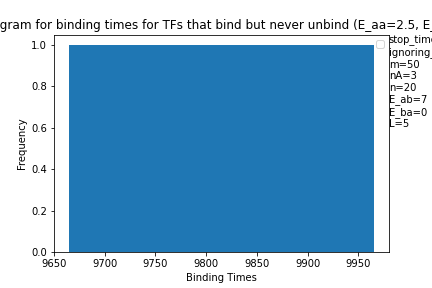 gram for binding times for TFs that bind but never unbind (E_aa=2.5, E_
stop_time
ignoring_
m=50
nA=3
n=20
E_ab=7
E_ba=0
L=5
1.0
0.8
0.6
0.4
0.2
0.0
Frequency
9650 9700 9750 9800 9850 9900 9950
Binding Times